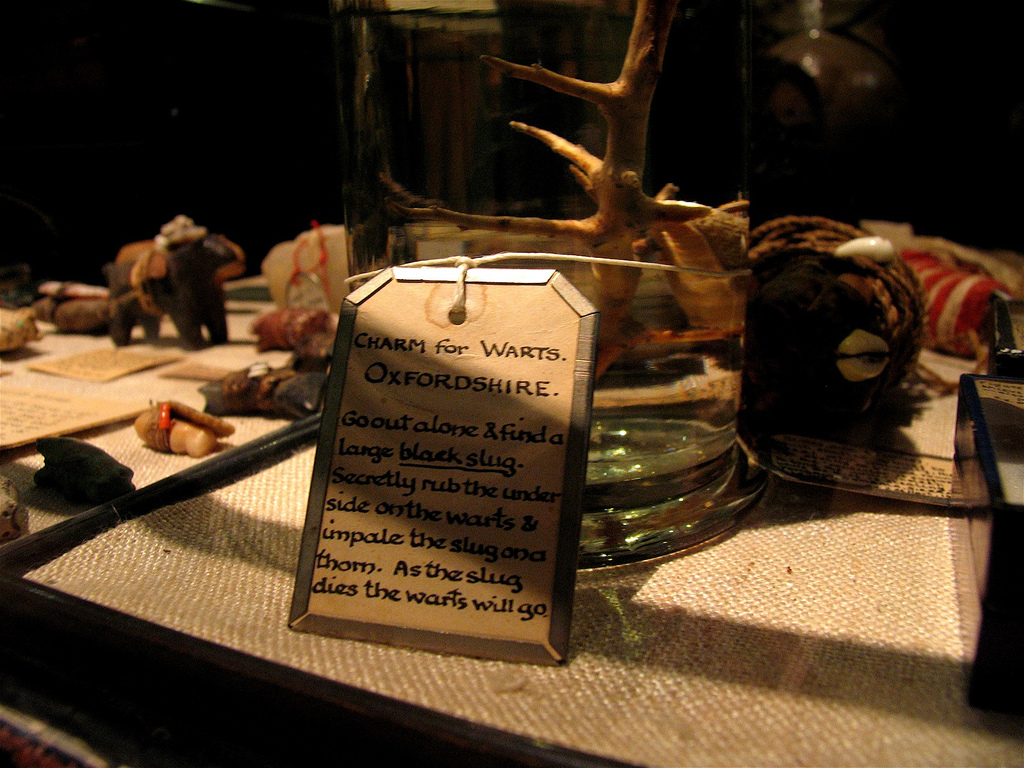 CHARM for WARTS.
OXFORDSHIRE.
Go out alone & find a
large black slug.
Secretly rub the under
side on the warts &
impale the slug on a
thorn. As the slug
dies the warts will go.